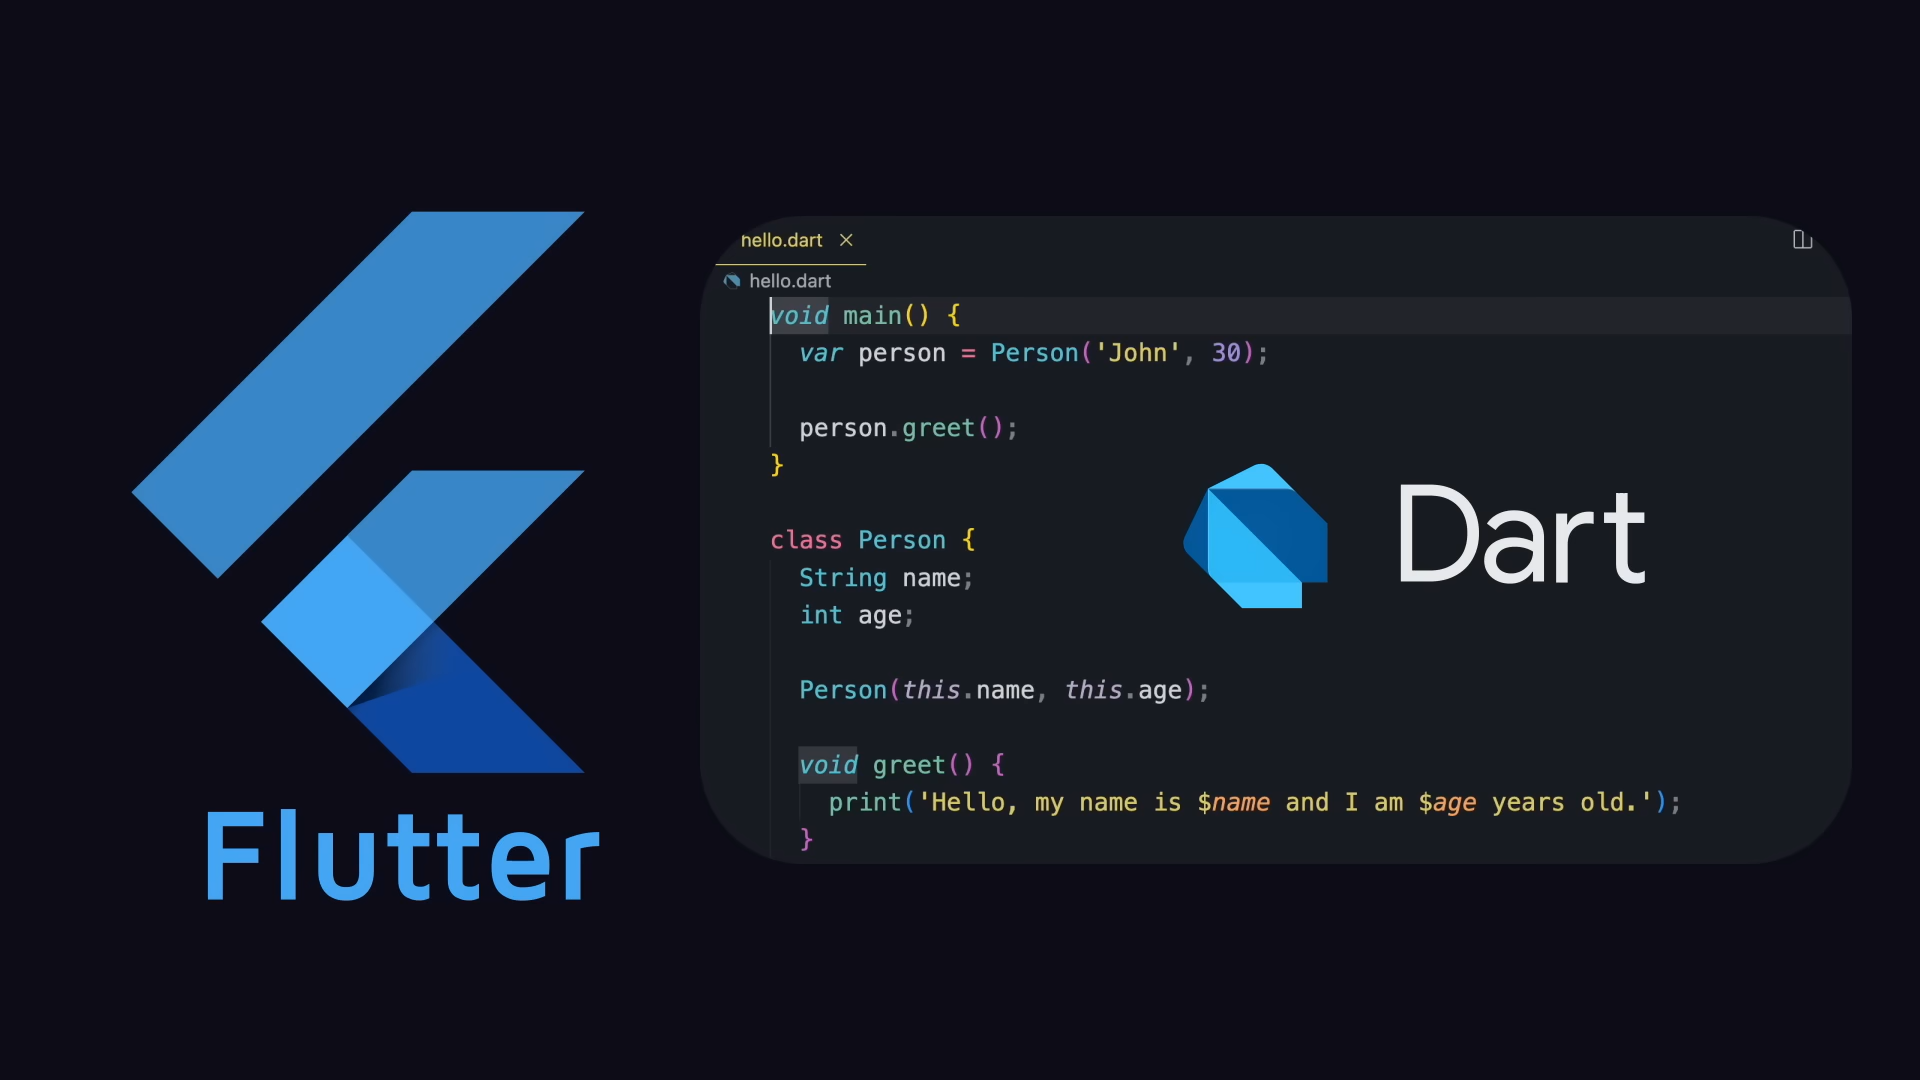 Flutter
hello.dart
hello.dart
void main() {
var person = Person('John', 30);
person.greet();
}
class Person {
String name;
int age;
Person(this.name, this.age);
void greet() {
print('Hello, my name is $name and I am $age years old.');
}
Dart